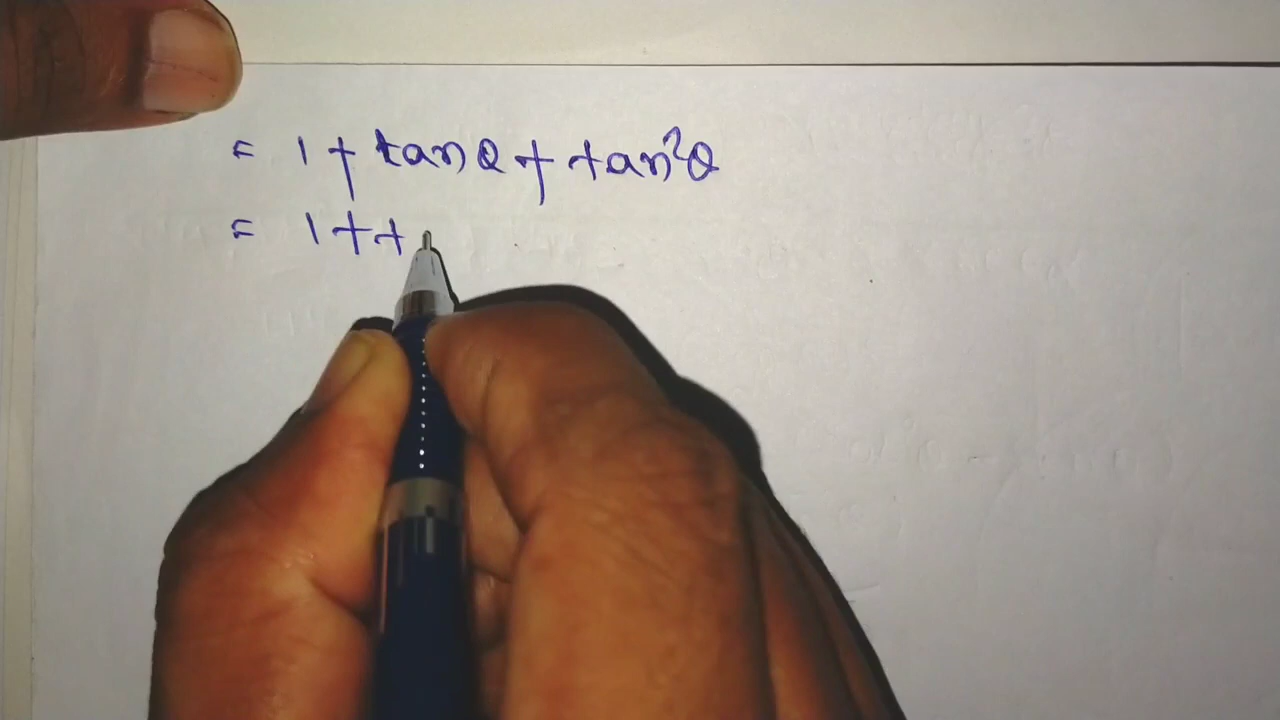 = 1 + tanθ + tan²θ
= 1 + t